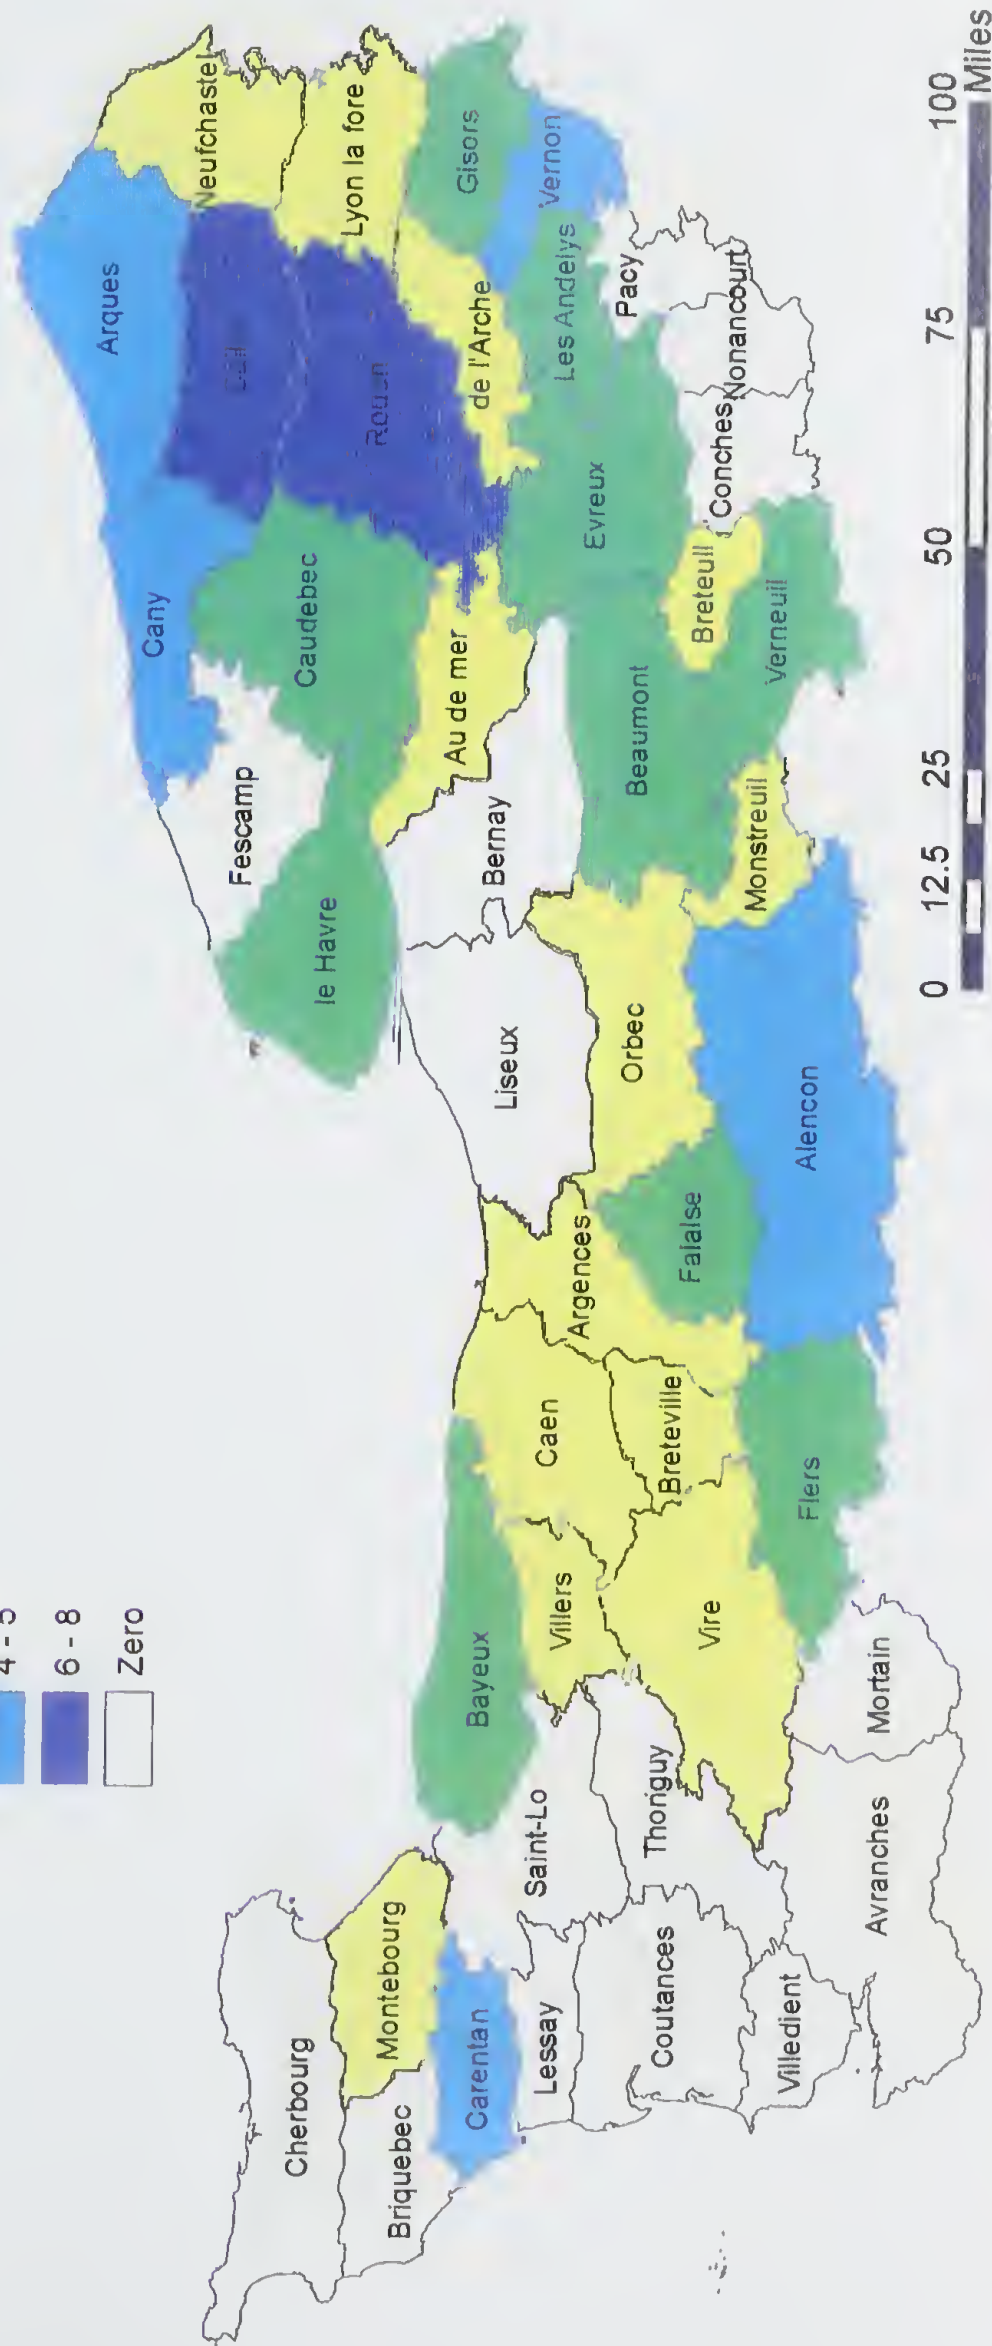 4 - 5
6 - 8
Zero
Cherbourg
Montebourg
Briquebec
Carentan
Lessay
Saint-Lo
Coutances
Thoriguy
Villedient
Avranches
Mortain
Bayeux
Villers
Vire
Caen
Breteville
Argences
Falaise
Flers
Liseux
Orbec
Alencon
le Havre
Fescamp
Bernay
Monstreuil
Cany
Caudebec
Au de mer
Beaumont
Breteuil
Verneuil
Evreux
Conches
Nonancourt
Pacy
Arques
Rouen
de l'Arche
Les Andelys
Neufchastel
Lyon la fore
Gisors
Vernon
0 12.5 25 50 75 100
Miles